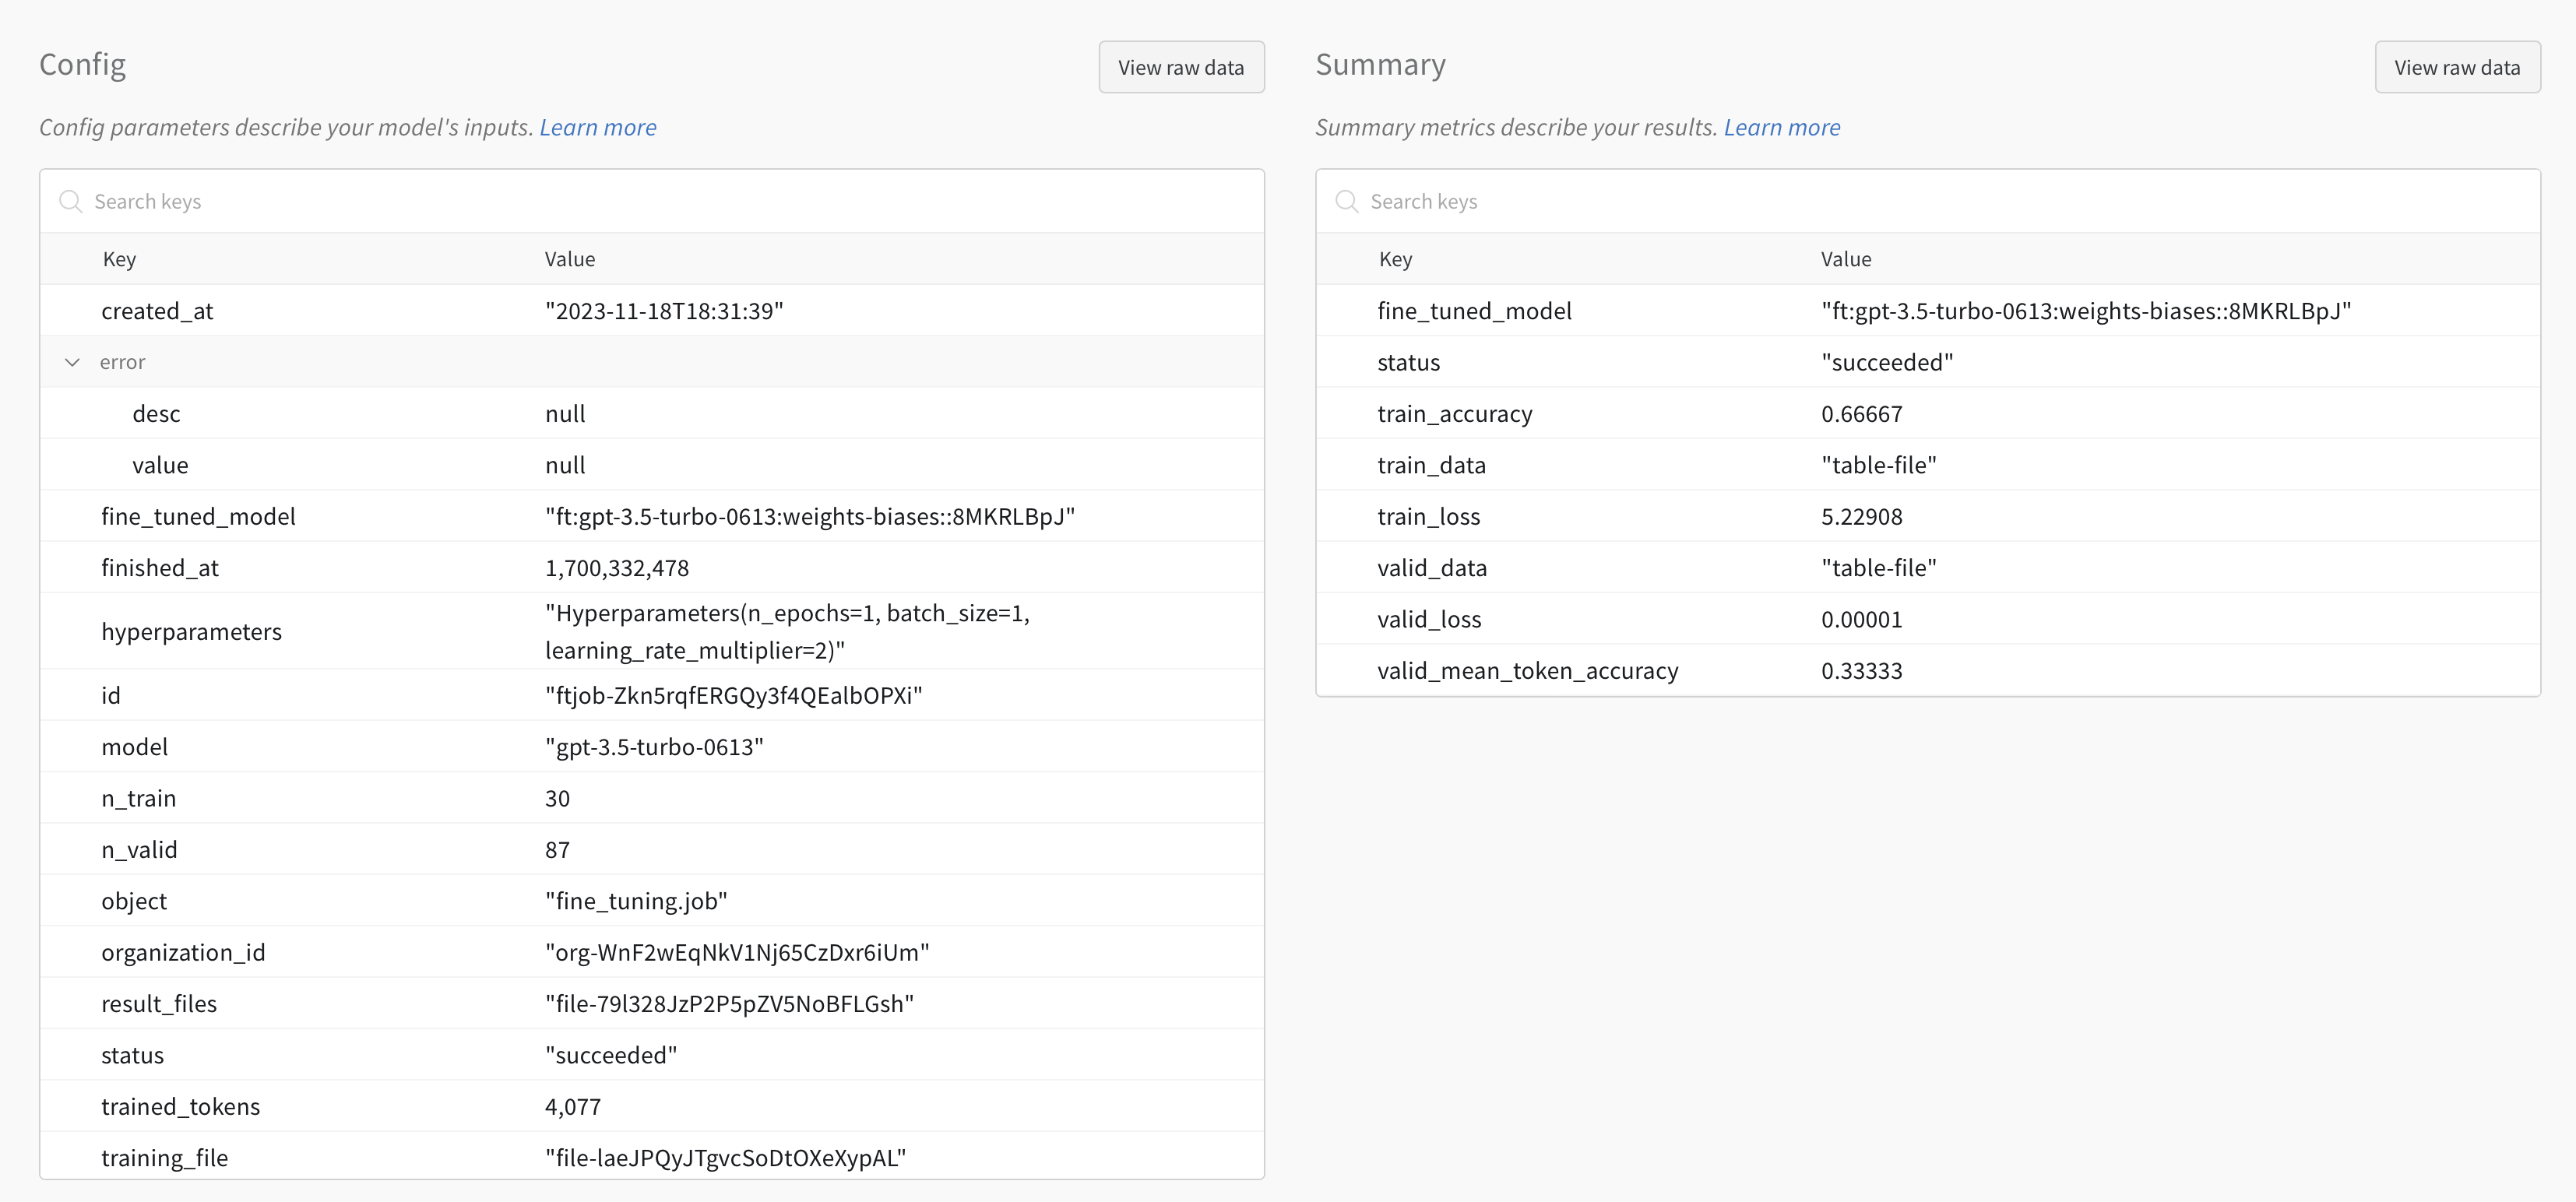 Config
View raw data
Config parameters describe your model's inputs. Learn more
Search keys
Key Value
created_at "2023-11-18T18:31:39"
error
desc null
value null
fine_tuned_model "ft:gpt-3.5-turbo-0613:weights-biases::8MKRLBpJ"
finished_at 1,700,332,478
hyperparameters "Hyperparameters(n_epochs=1, batch_size=1,
learning_rate_multiplier=2)"
id "ftjob-Zkn5rqfERGQy3f4QEalbOPXi"
model "gpt-3.5-turbo-0613"
n_train 30
n_valid 87
object "fine_tuning.job"
organization_id "org-WnF2wEqNkV1Nj65CzDxr6iUm"
result_files "file-79l328JzP2P5pZV5NoBFLGsh"
status "succeeded"
trained_tokens 4,077
training_file "file-laeJPQyJTgvcSoDtOXeXypAL"
Summary
View raw data
Summary metrics describe your results. Learn more
Search keys
Key Value
fine_tuned_model "ft:gpt-3.5-turbo-0613:weights-biases::8MKRLBpJ"
status "succeeded"
train_accuracy 0.66667
train_data "table-file"
train_loss 5.22908
valid_data "table-file"
valid_loss 0.00001
valid_mean_token_accuracy 0.33333